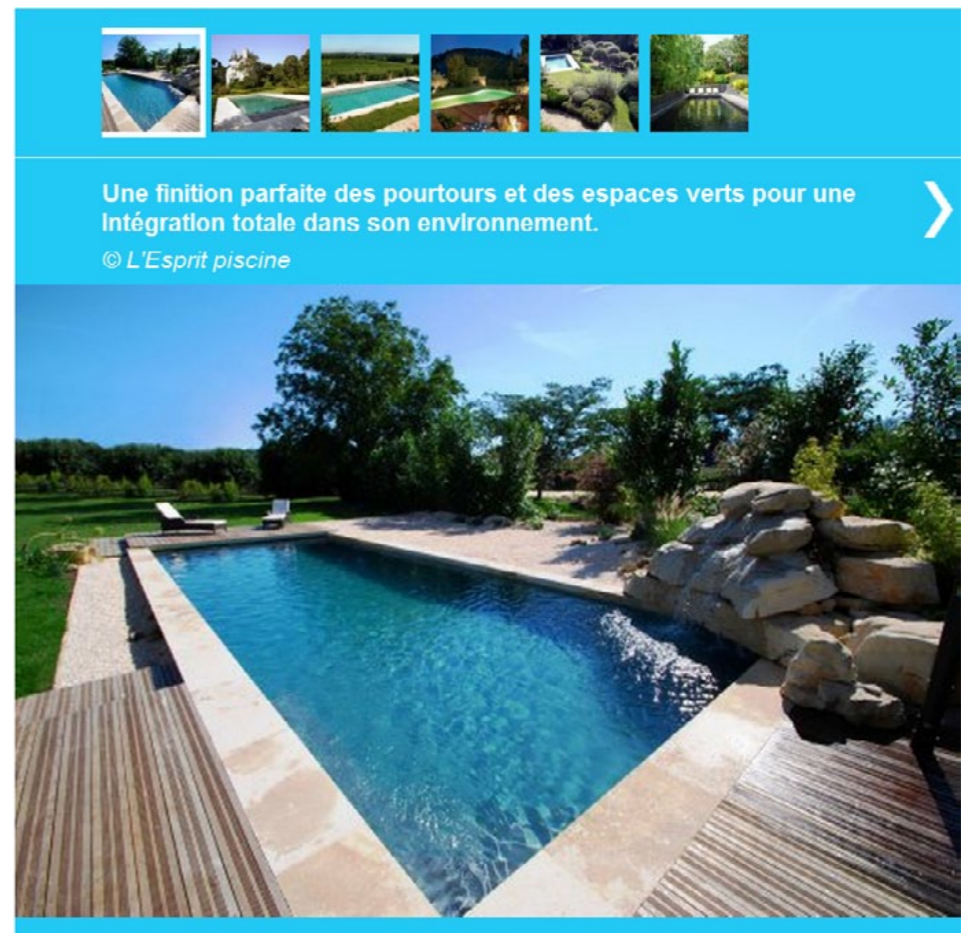 Une finition parfaite des pourtours et des espaces verts pour une
intégration totale dans son environnement.
© L'Esprit piscine